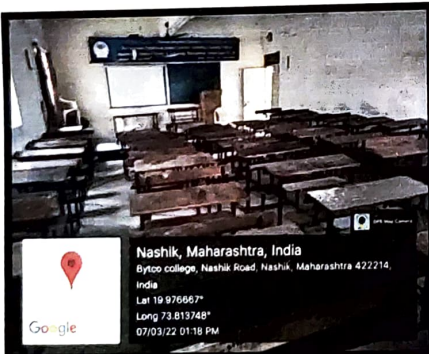 GPS Map Camera
Nashik, Maharashtra, India
Bytco college, Nashik Road, Nashik, Maharashtra 422214,
India
Lat 19.976667°
Long 73.813748°
07/03/22 01:18 PM
Google